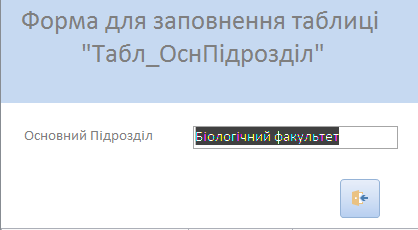 Форма для заповнення таблиці
"Табл_ОснПідрозділ"
Основний Підрозділ
Біологічний факультет